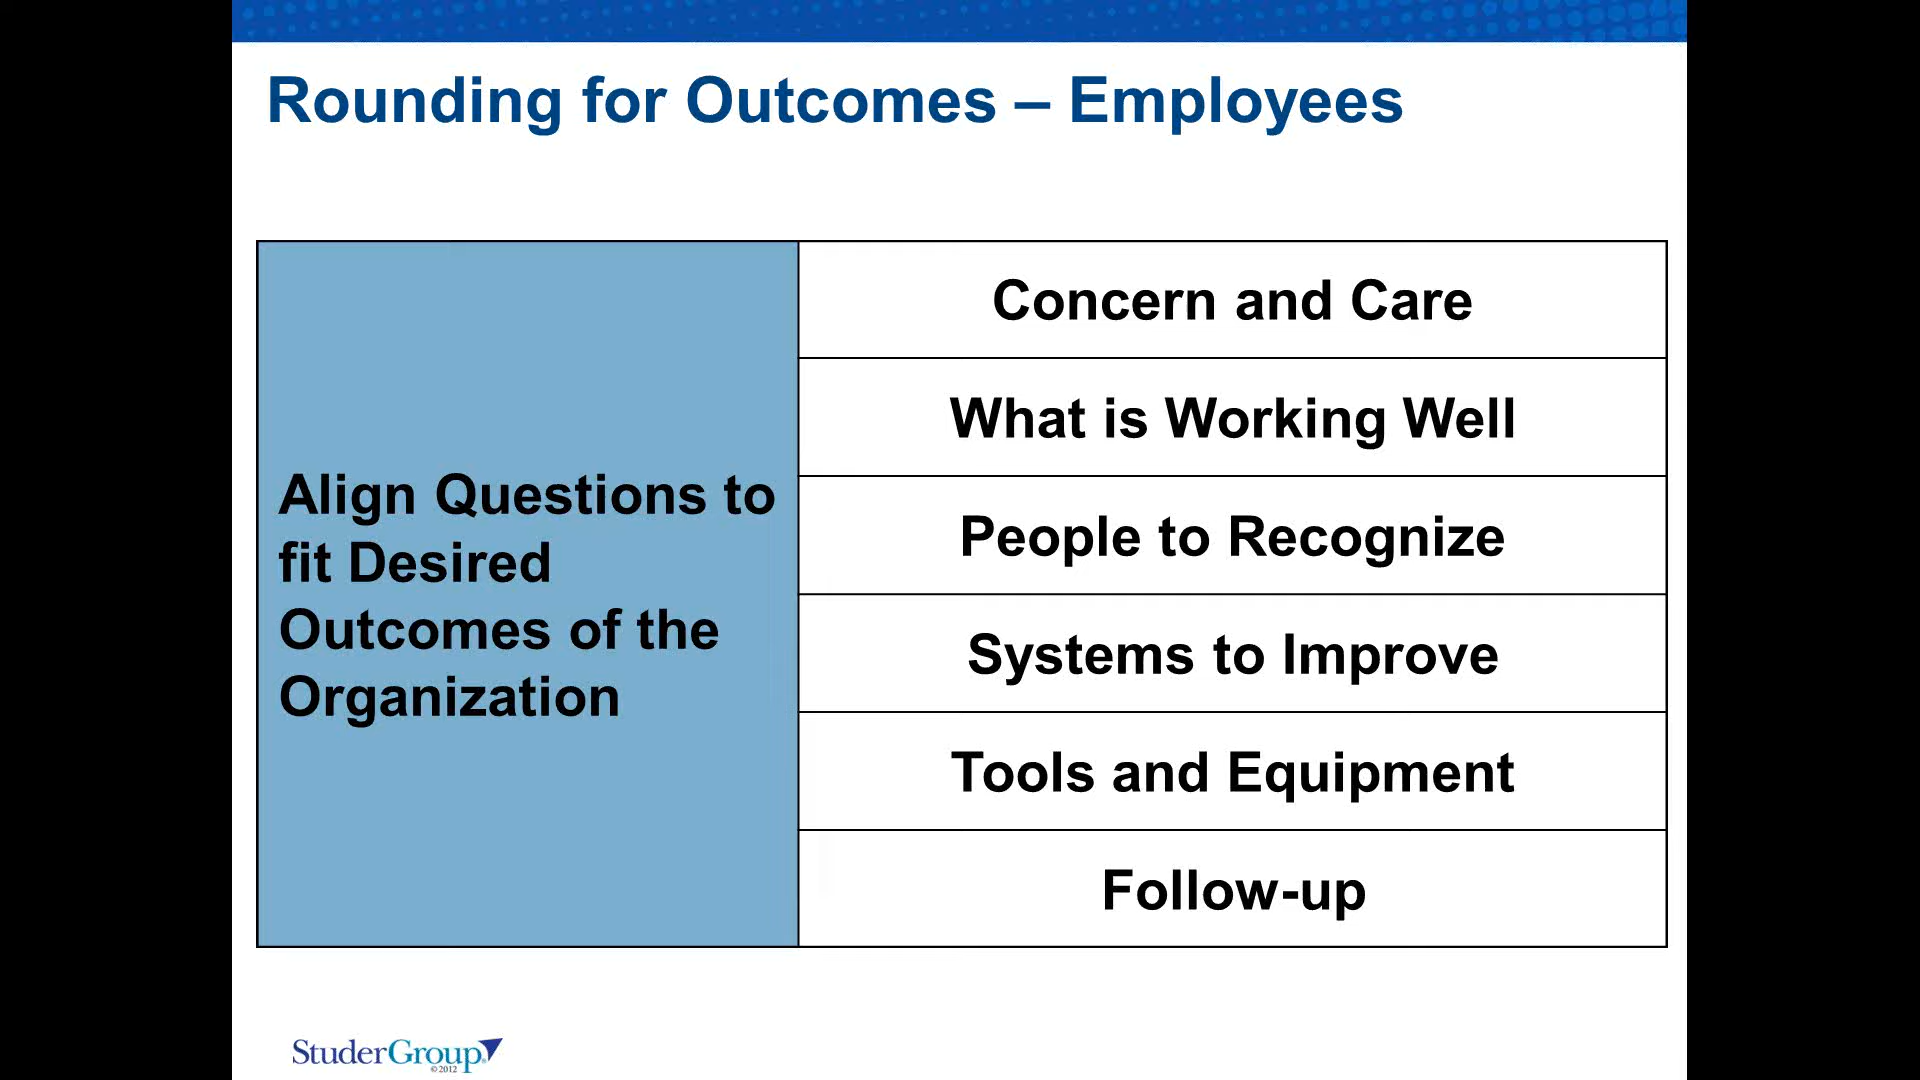 Rounding for Outcomes – Employees
Align Questions to
fit Desired
Outcomes of the
Organization
Concern and Care
What is Working Well
People to Recognize
Systems to Improve
Tools and Equipment
Follow-up
StuderGroup®
©2012